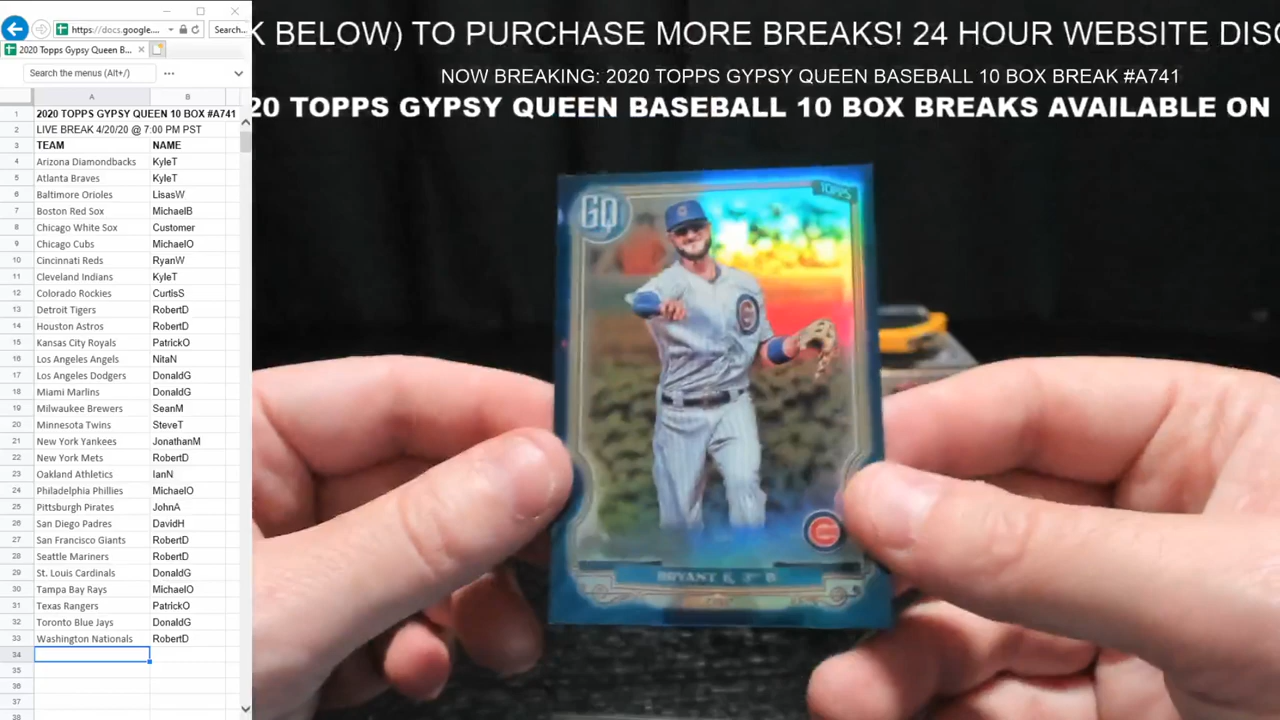 https://docs.google....
Search...
2020 Topps Gypsy Queen B...
Search the menus (Alt+/)
A
B
1 2020 TOPPS GYPSY QUEEN 10 BOX #A741
2 LIVE BREAK 4/20/20 @ 7:00 PM PST
3 TEAM NAME
4 Arizona Diamondbacks KyleT
5 Atlanta Braves KyleT
6 Baltimore Orioles LisasW
7 Boston Red Sox MichaelB
8 Chicago White Sox Customer
9 Chicago Cubs MichaelO
10 Cincinnati Reds RyanW
11 Cleveland Indians KyleT
12 Colorado Rockies CurtisS
13 Detroit Tigers RobertD
14 Houston Astros RobertD
15 Kansas City Royals PatrickO
16 Los Angeles Angels NitaN
17 Los Angeles Dodgers DonaldG
18 Miami Marlins DonaldG
19 Milwaukee Brewers SeanM
20 Minnesota Twins SteveT
21 New York Yankees JonathanM
22 New York Mets RobertD
23 Oakland Athletics IanN
24 Philadelphia Phillies MichaelO
25 Pittsburgh Pirates JohnA
26 San Diego Padres DavidH
27 San Francisco Giants RobertD
28 Seattle Mariners RobertD
29 St. Louis Cardinals DonaldG
30 Tampa Bay Rays MichaelO
31 Texas Rangers PatrickO
32 Toronto Blue Jays DonaldG
33 Washington Nationals RobertD
34
35
36
37
38
K BELOW) TO PURCHASE MORE BREAKS! 24 HOUR WEBSITE DISC
NOW BREAKING: 2020 TOPPS GYPSY QUEEN BASEBALL 10 BOX BREAK #A741
20 TOPPS GYPSY QUEEN BASEBALL 10 BOX BREAKS AVAILABLE ON
GQ
TOPPS
BRYANT K, 3RD B